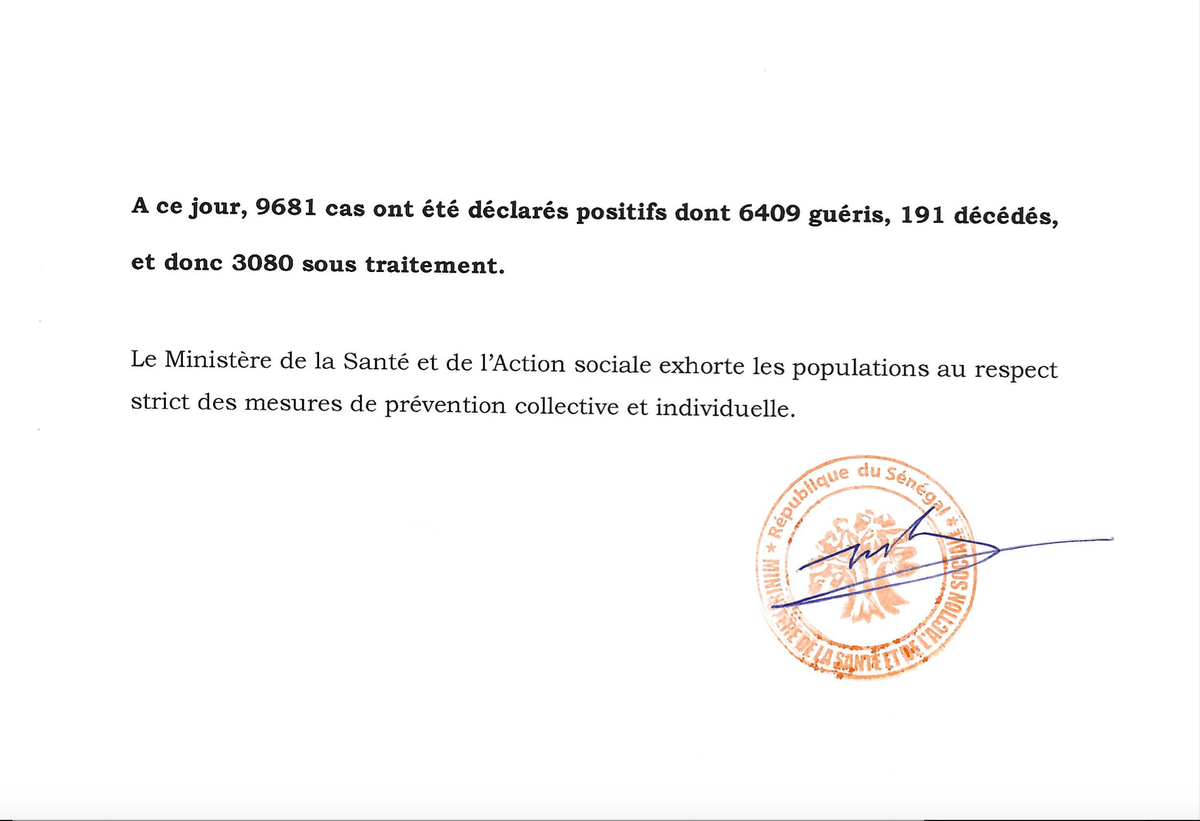 A ce jour, 9681 cas ont été déclarés positifs dont 6409 guéris, 191 décédés,
et donc 3080 sous traitement.
Le Ministère de la Santé et de l’Action sociale exhorte les populations au respect
strict des mesures de prévention collective et individuelle.
République du Sénégal
MINISTERE DE LA SANTE ET DE L'ACTION SOCIALE